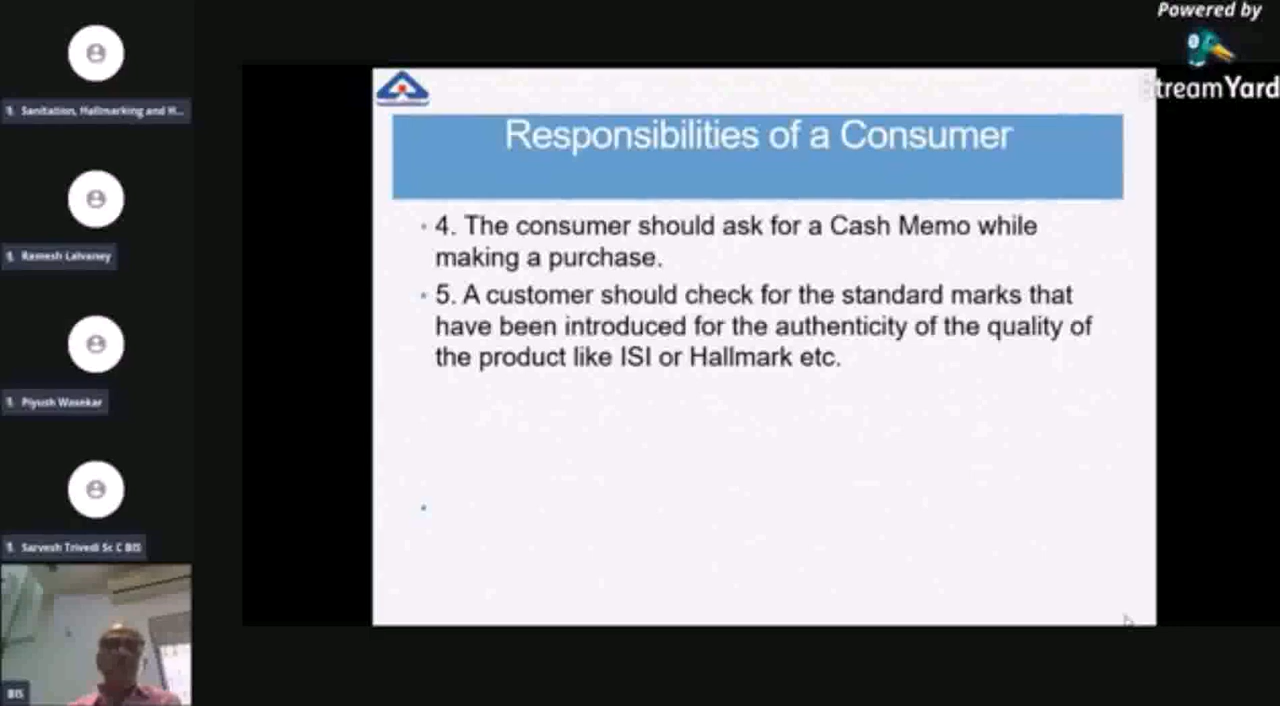 Powered by
StreamYard
Sanitation, Hallmarking and H...
Ramesh Lalvaney
Piyush Wasekar
Sarvesh Trivedi Sc C BIS
BIS
Responsibilities of a Consumer
4. The consumer should ask for a Cash Memo while
making a purchase.
5. A customer should check for the standard marks that
have been introduced for the authenticity of the quality of
the product like ISI or Hallmark etc.